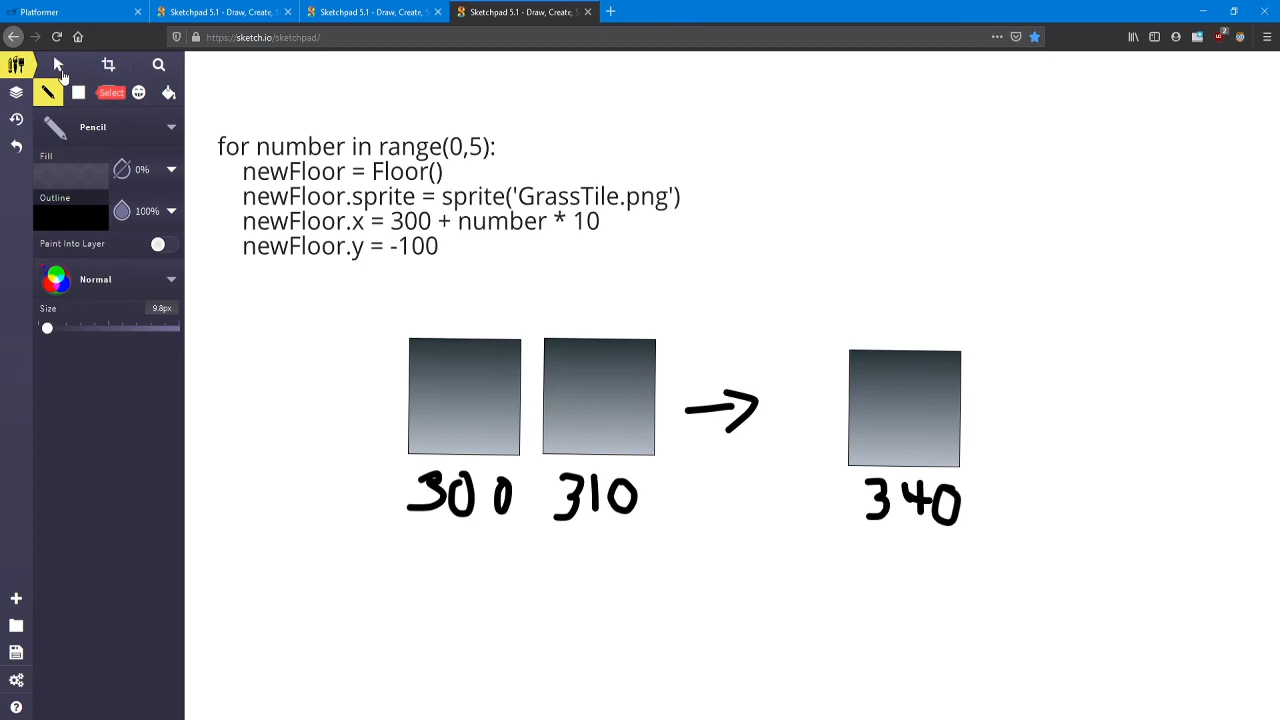 Platformer
Sketchpad 5.1 - Draw, Create, S
Sketchpad 5.1 - Draw, Create, S
Sketchpad 5.1 - Draw, Create, S
https://sketch.io/sketchpad/
2
Select
Pencil
Fill
0%
Outline
100%
Paint Into Layer
Normal
Size
9.8px
for number in range(0,5):
newFloor = Floor()
newFloor.sprite = sprite('GrassTile.png')
newFloor.x = 300 + number * 10
newFloor.y = -100
300 310 340